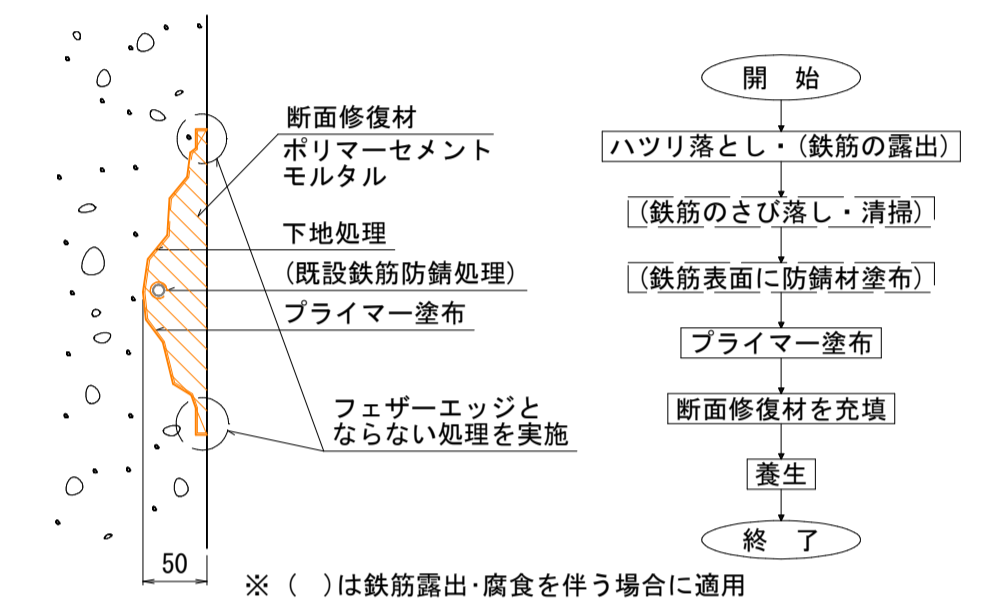 断面修復材
ポリマーセメント
モルタル
下地処理
(既設鉄筋防錆処理)
プライマー塗布
フェザーエッジと
ならない処理を実施
50
開　始
ハツリ落とし・(鉄筋の露出)
(鉄筋のさび落し・清掃)
(鉄筋表面に防錆材塗布)
プライマー塗布
断面修復材を充填
養生
終　了
※ (　)は鉄筋露出・腐食を伴う場合に適用